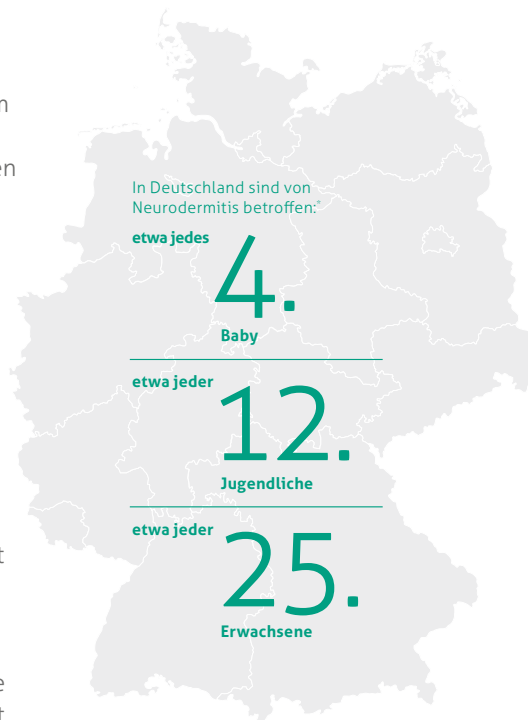 In Deutschland sind von
Neurodermitis betroffen:*
etwa jedes
4.
Baby
etwa jeder
12.
Jugendliche
etwa jeder
25.
Erwachsene